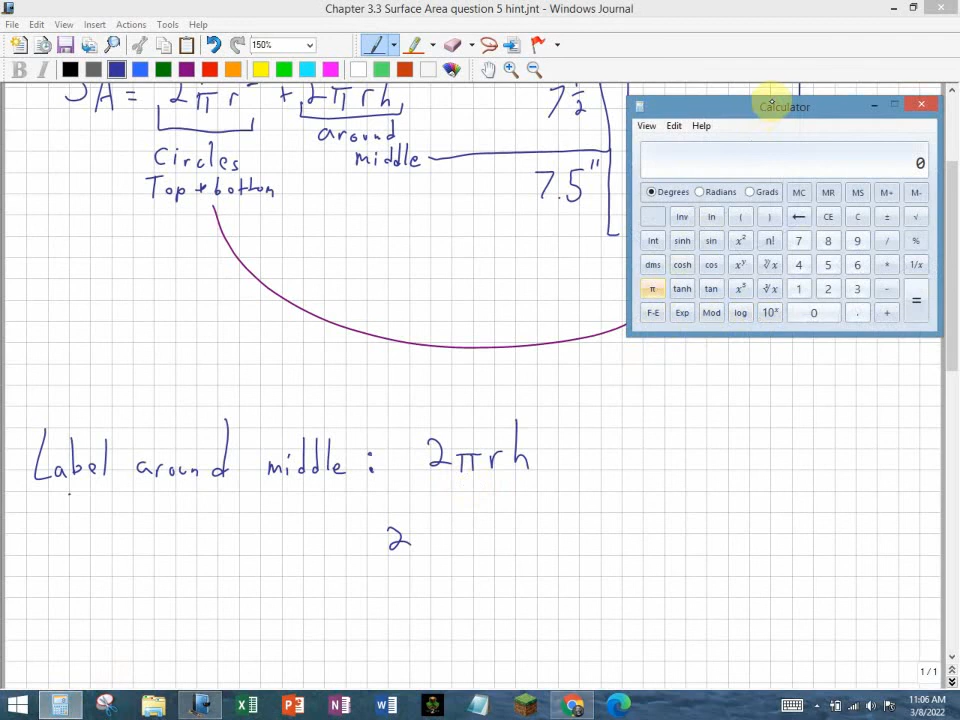 Chapter 3.3 Surface Area question 5 hint.jnt - Windows Journal
File Edit View Insert Actions Tools Help
150%
B I
SA = 2πr² + 2πrh
7 1/2
around
middle
Circles
Top + bottom
7.5"
Calculator
View Edit Help
0
Degrees Radians Grads MC MR MS M+ M-
Inv ln ( ) ← CE C ± √
Int sinh sin x² n! 7 8 9 / %
dms cosh cos xʸ ʸ√x 4 5 6 * 1/x
π tanh tan x³ ³√x 1 2 3 - =
F-E Exp Mod log 10ˣ 0 . +
Label around middle : 2πrh
2
1 / 1
11:06 AM
3/8/2022